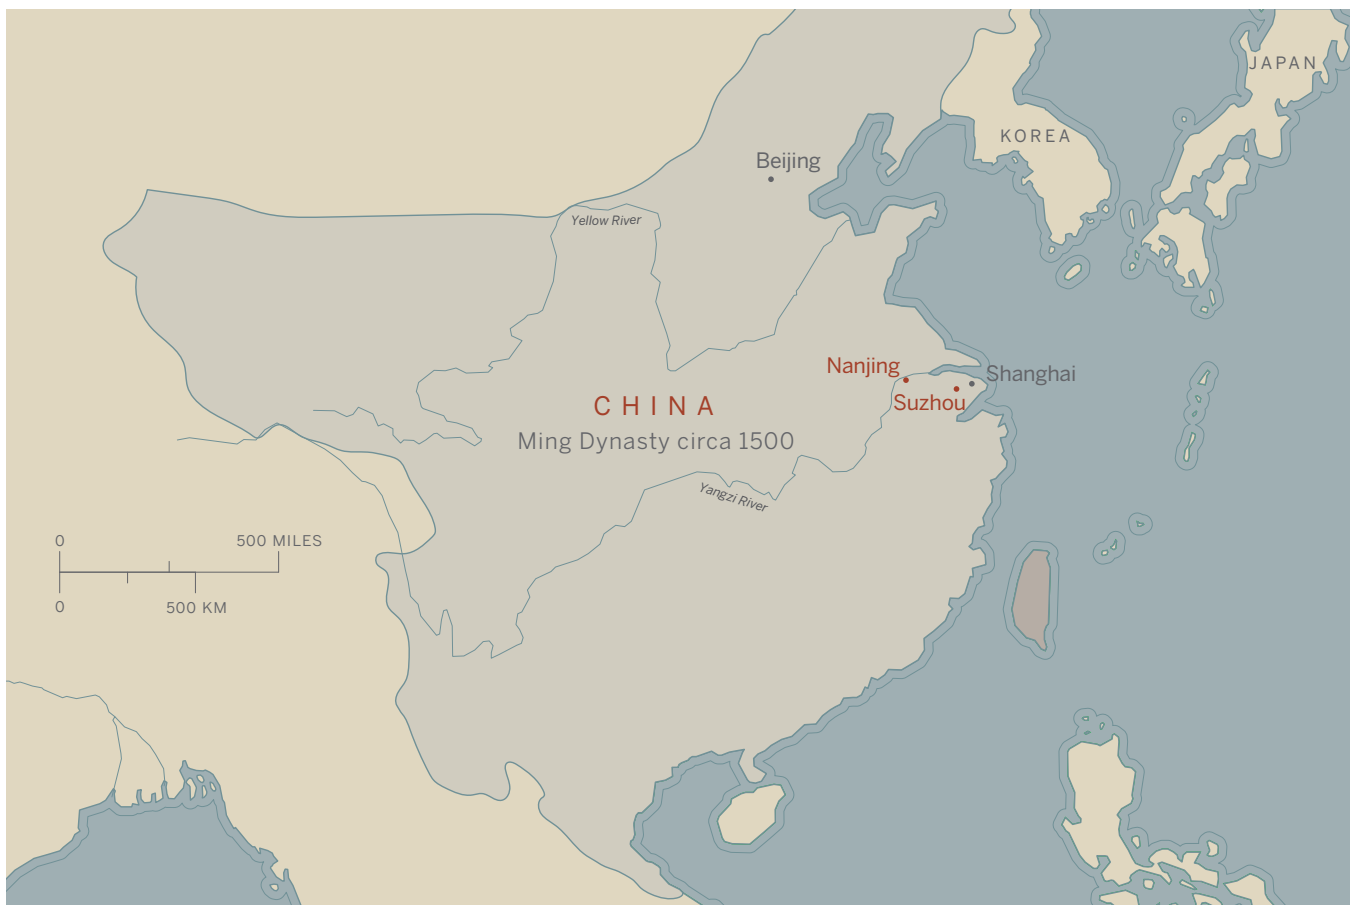 JAPAN
KOREA
Beijing
Yellow River
Nanjing
Shanghai
Suzhou
CHINA
Ming Dynasty circa 1500
Yangzi River
0 500 MILES
0 500 KM